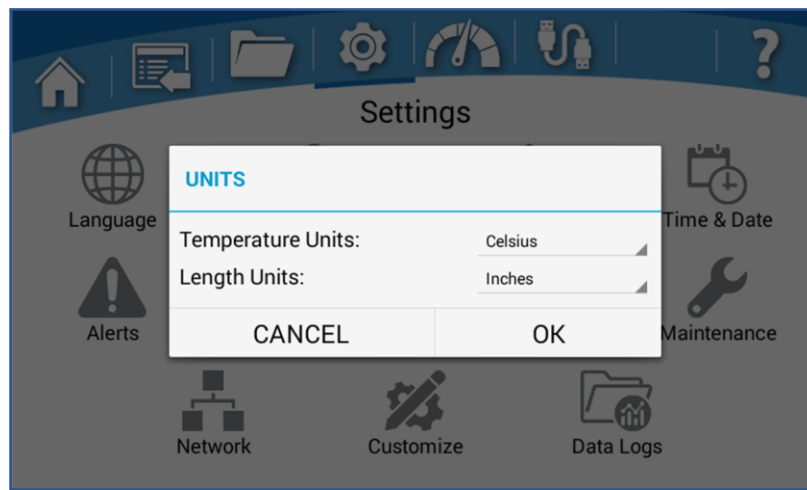 ?
Settings
Language
UNITS
Time & Date
Temperature Units: Celsius
Length Units: Inches
Alerts
CANCEL OK
Maintenance
Network Customize Data Logs